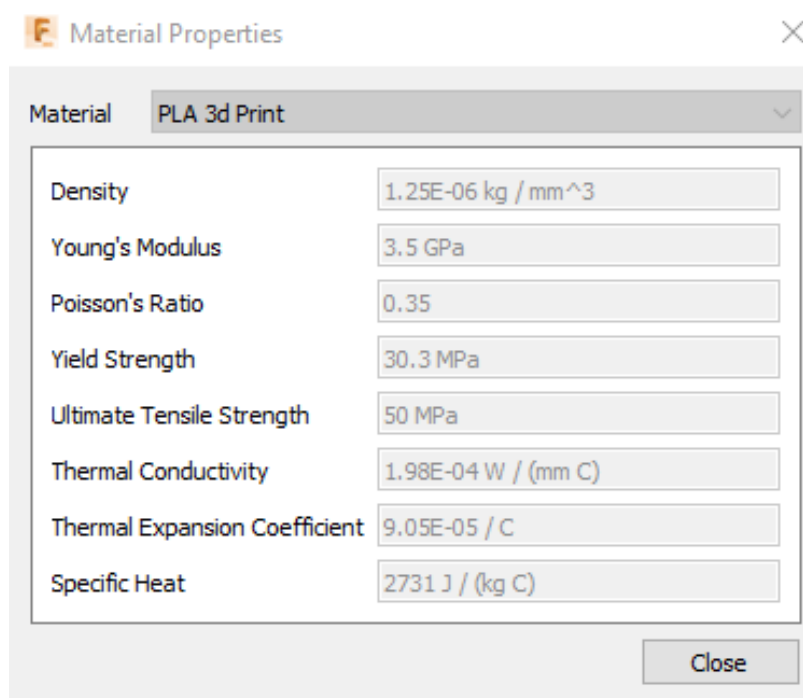 Material Properties
Material PLA 3d Print
Density 1.25E-06 kg / mm^3
Young's Modulus 3.5 GPa
Poisson's Ratio 0.35
Yield Strength 30.3 MPa
Ultimate Tensile Strength 50 MPa
Thermal Conductivity 1.98E-04 W / (mm C)
Thermal Expansion Coefficient 9.05E-05 / C
Specific Heat 2731 J / (kg C)
Close